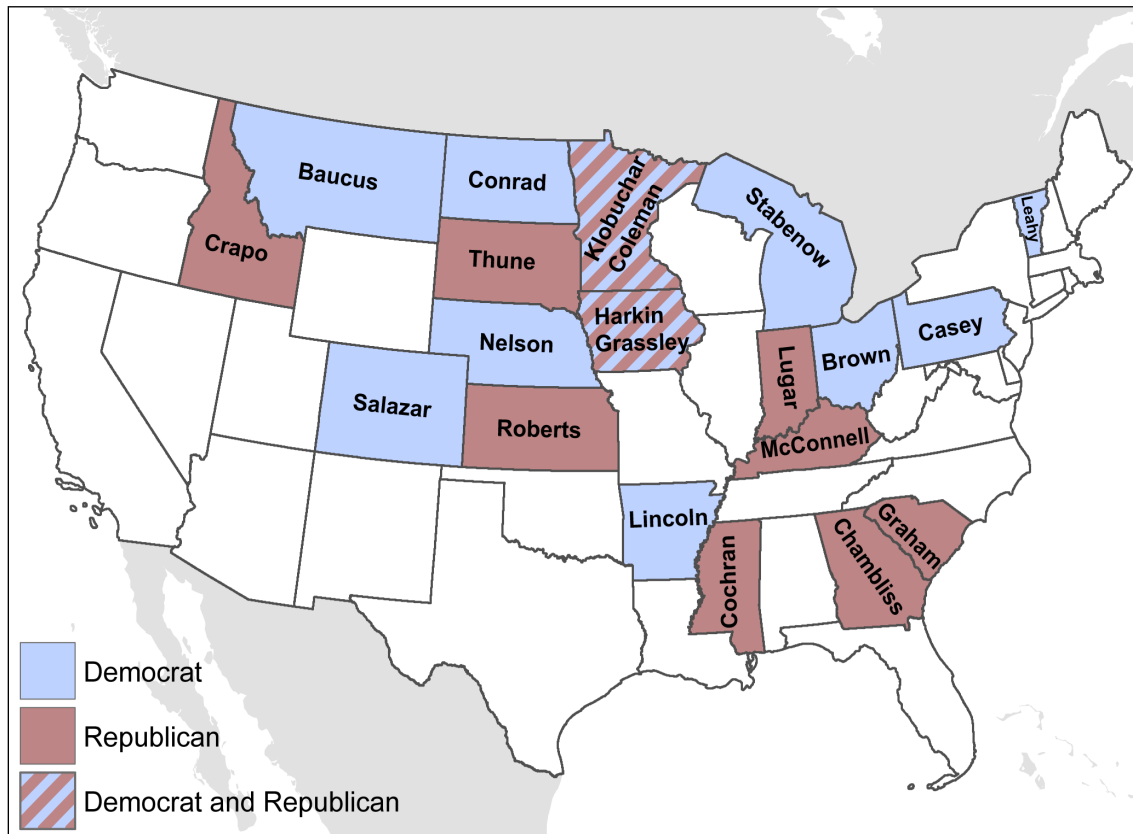 Baucus
Conrad
Klobuchar
Coleman
Stabenow
Leahy
Crapo
Thune
Harkin
Grassley
Casey
Nelson
Lugar
Brown
Salazar
Roberts
McConnell
Lincoln
Cochran
Chambliss
Graham
Democrat
Republican
Democrat and Republican